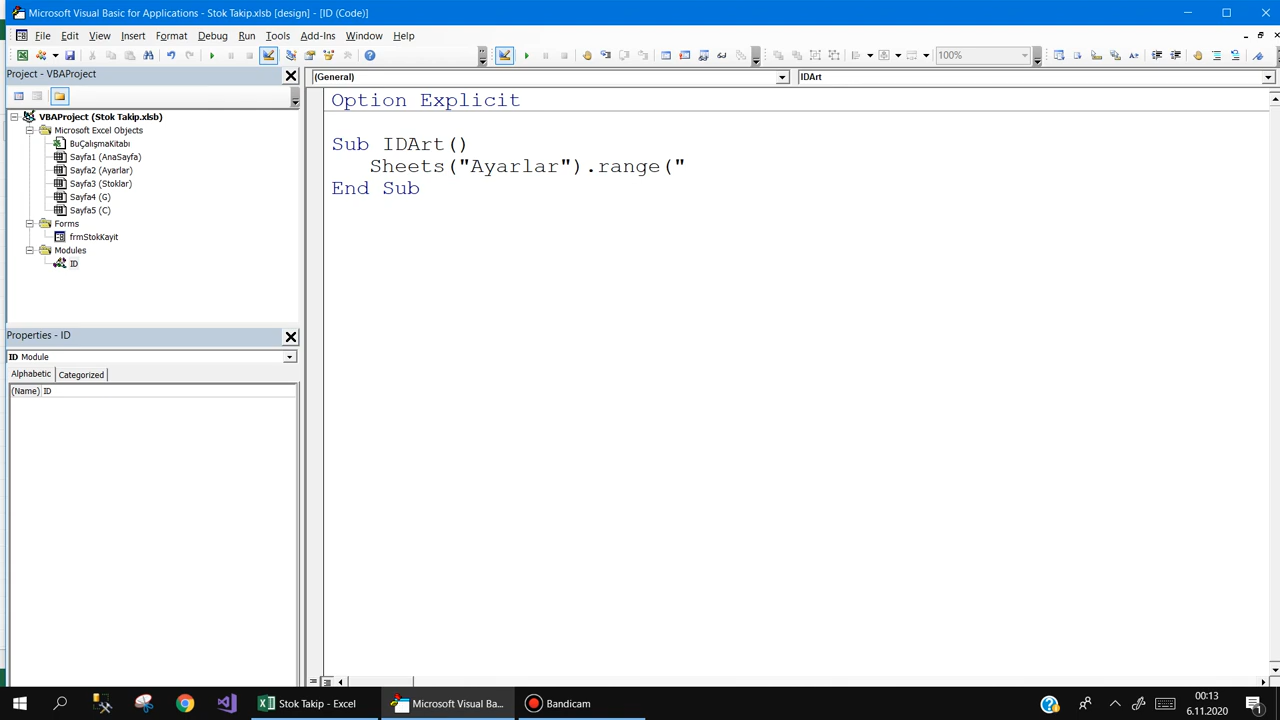 Microsoft Visual Basic for Applications - Stok Takip.xlsb [design] - [ID (Code)]
File Edit View Insert Format Debug Run Tools Add-Ins Window Help
100%
Project - VBAProject
(General)
IDArt
VBAProject (Stok Takip.xlsb)
Microsoft Excel Objects
BuÇalışmaKitabı
Sayfa1 (AnaSayfa)
Sayfa2 (Ayarlar)
Sayfa3 (Stoklar)
Sayfa4 (G)
Sayfa5 (C)
Forms
frmStokKayit
Modules
ID
Option Explicit
Sub IDArt()
Sheets("Ayarlar").range("
End Sub
Properties - ID
ID Module
Alphabetic Categorized
(Name) ID
Stok Takip - Excel
Microsoft Visual Ba...
Bandicam
00:13
6.11.2020
1